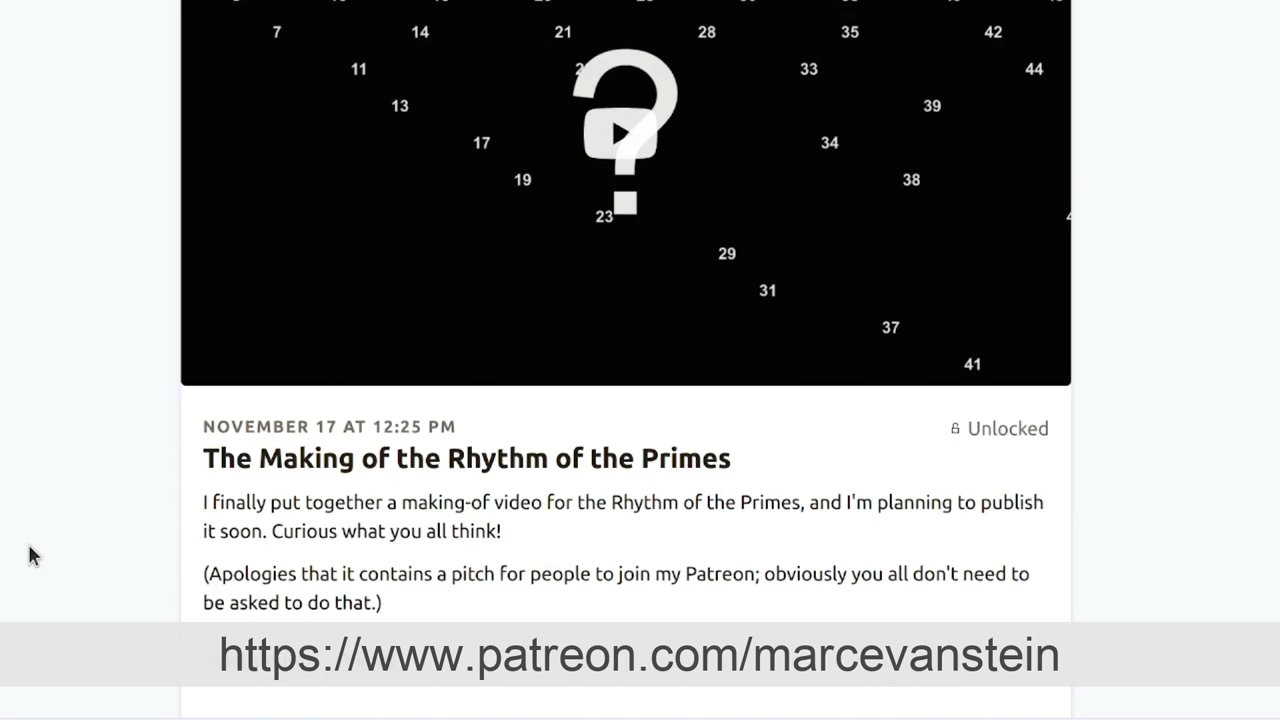 7 14 21 28 35 42
11 33 44
?
13 39
17 34
19 38
23
29
31
37
41
NOVEMBER 17 AT 12:25 PM
Unlocked
The Making of the Rhythm of the Primes
I finally put together a making-of video for the Rhythm of the Primes, and I'm planning to publish
it soon. Curious what you all think!
(Apologies that it contains a pitch for people to join my Patreon; obviously you all don't need to
be asked to do that.)
https://www.patreon.com/marcevanstein